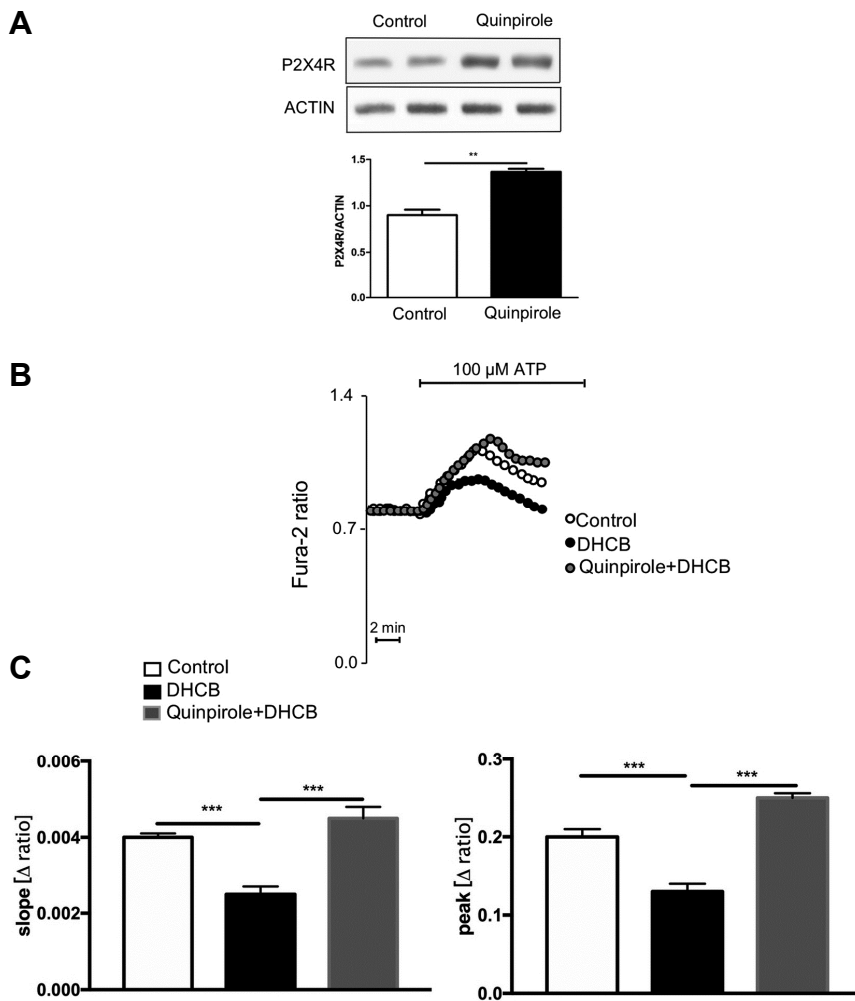 A
Control Quinpirole
P2X4R
ACTIN
**
1.5
1.0
0.5
0.0
P2X4R/ACTIN
Control Quinpirole
B
100 µM ATP
1.4
0.7
0.0
Fura-2 ratio
2 min
Control
DHCB
Quinpirole+DHCB
C
Control
DHCB
Quinpirole+DHCB
0.006
0.004
0.002
0.000
slope [Δ ratio]
***
***
0.3
0.2
0.1
0.0
peak [Δ ratio]
***
***